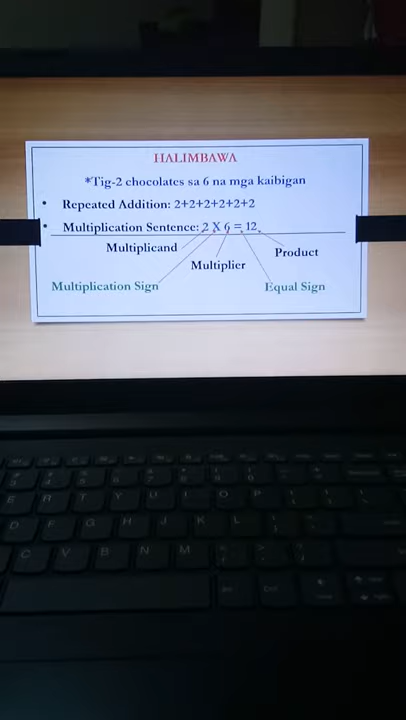 HALIMBAWA
*Tig-2 chocolates sa 6 na mga kaibigan
• Repeated Addition: 2+2+2+2+2+2
• Multiplication Sentence: 2 X 6 = 12.
Multiplicand
Multiplier
Product
Multiplication Sign
Equal Sign
E R T Y U I O P
D F G H J K L
C V B N M